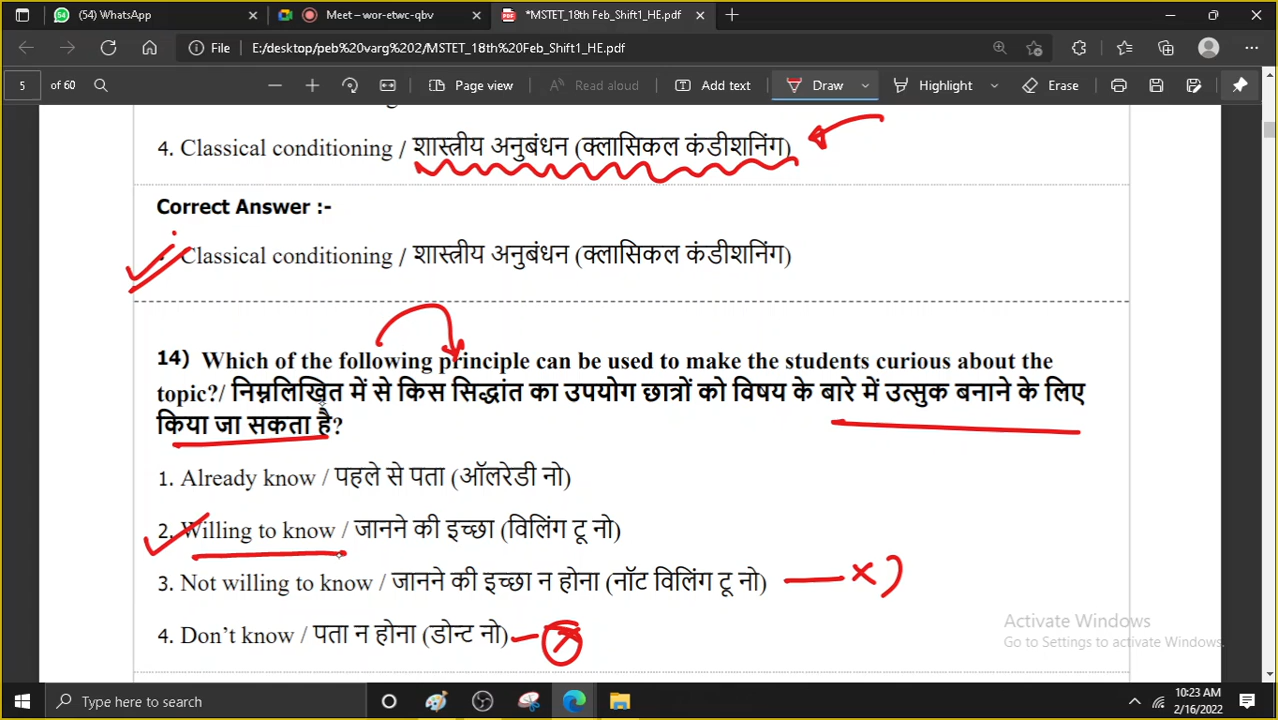 (54) WhatsApp
Meet – wor-etwc-qbv
*MSTET_18th Feb_Shift1_HE.pdf
File
E:/desktop/peb%20varg%202/MSTET_18th%20Feb_Shift1_HE.pdf
5 of 60
Page view
Read aloud
Add text
Draw
Highlight
Erase
4. Classical conditioning / शास्त्रीय अनुबंधन (क्लासिकल कंडीशनिंग)
Correct Answer :-
Classical conditioning / शास्त्रीय अनुबंधन (क्लासिकल कंडीशनिंग)
14) Which of the following principle can be used to make the students curious about the
topic?/ निम्नलिखित में से किस सिद्धांत का उपयोग छात्रों को विषय के बारे में उत्सुक बनाने के लिए
किया जा सकता है?
1. Already know / पहले से पता (ऑलरेडी नो)
2. Willing to know / जानने की इच्छा (विलिंग टू नो)
3. Not willing to know / जानने की इच्छा न होना (नॉट विलिंग टू नो)
4. Don’t know / पता न होना (डोन्ट नो)
Activate Windows
Go to Settings to activate Windows.
Type here to search
10:23 AM
2/16/2022